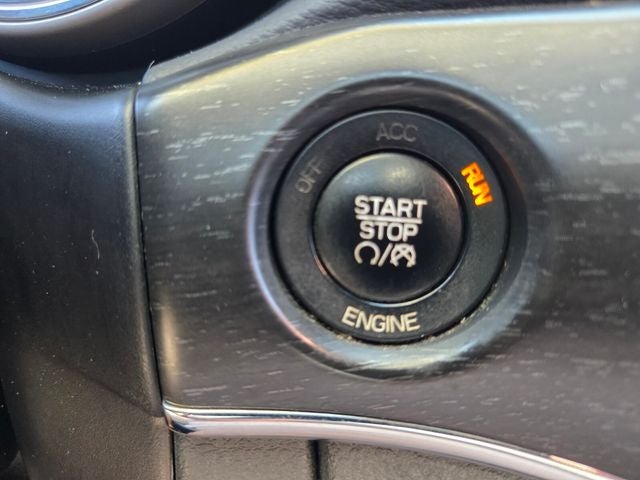 ACC
OFF
RUN
START
STOP
ENGINE